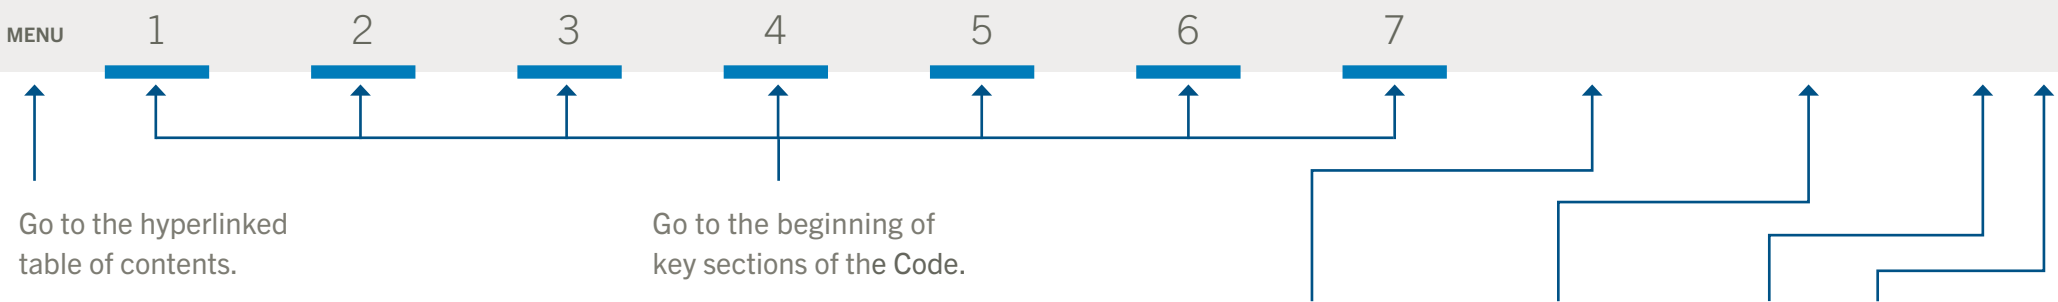 MENU 1 2 3 4 5 6 7
Go to the hyperlinked
table of contents.
Go to the beginning of
key sections of the Code.